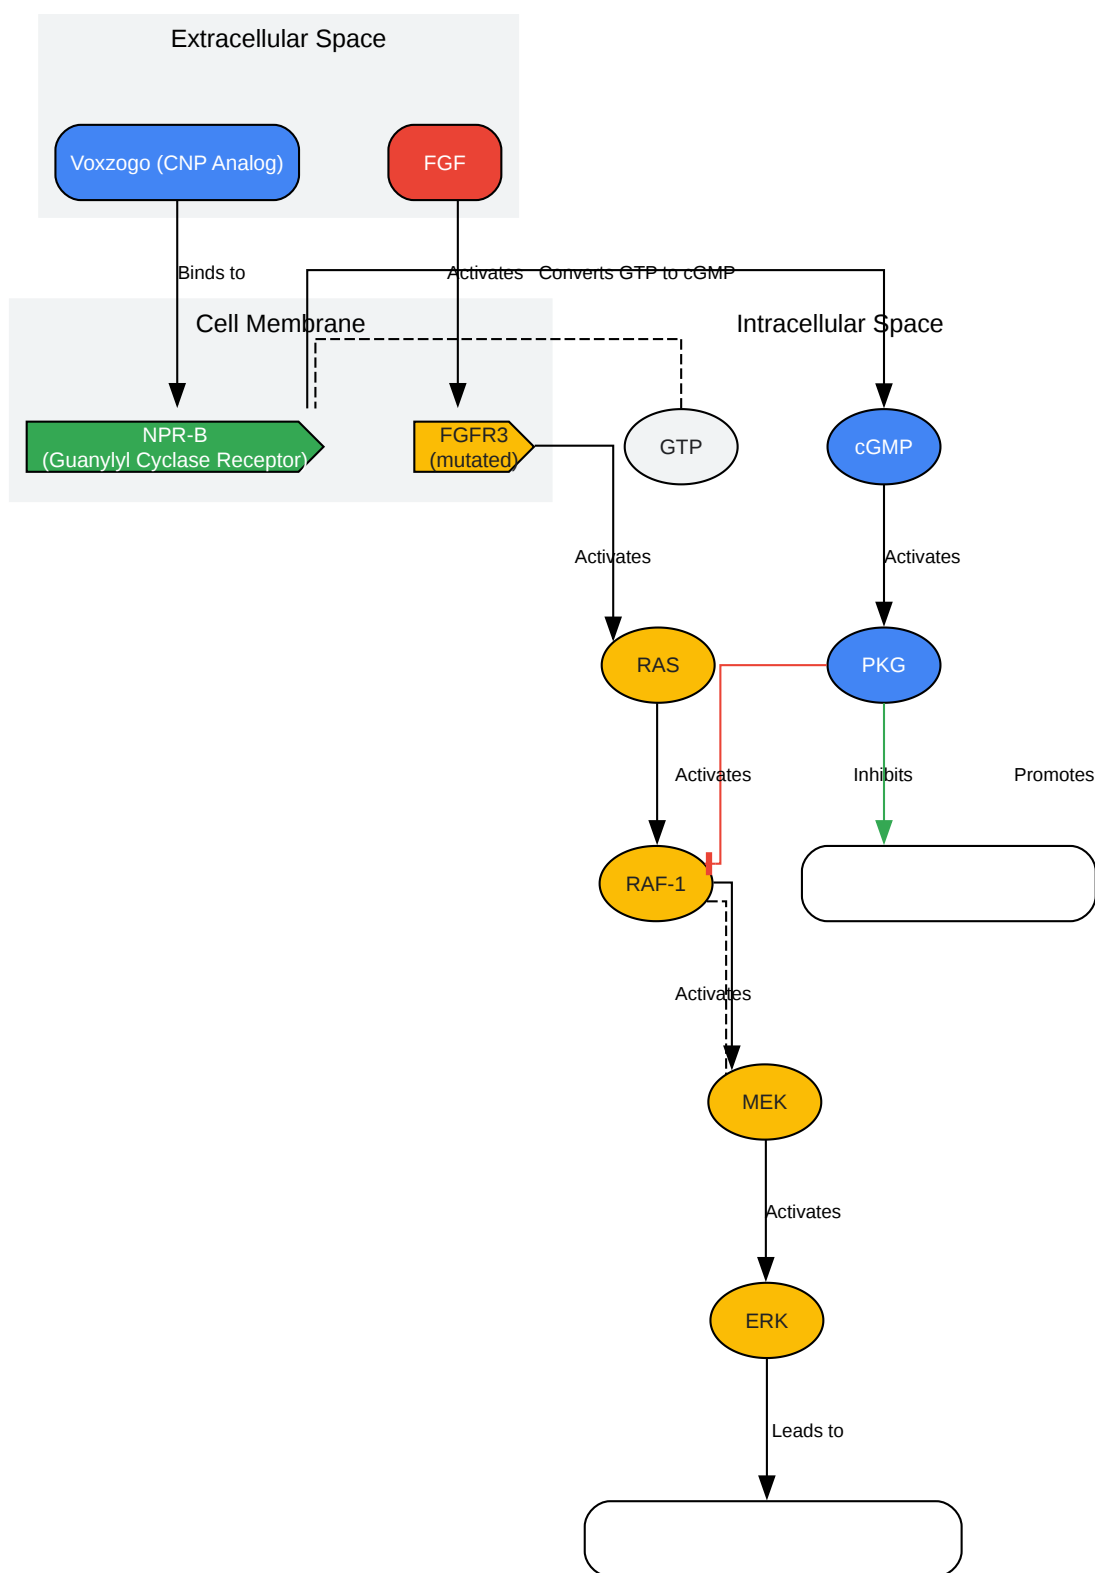 Extracellular Space
Voxzogo (CNP Analog)
FGF
Binds to
Activates
Converts GTP to cGMP
Cell Membrane
Intracellular Space
NPR-B
(Guanylyl Cyclase Receptor)
FGFR3
(mutated)
GTP
cGMP
Activates
Activates
RAS
PKG
Activates
Inhibits
Promotes
RAF-1
Activates
MEK
Activates
ERK
Leads to